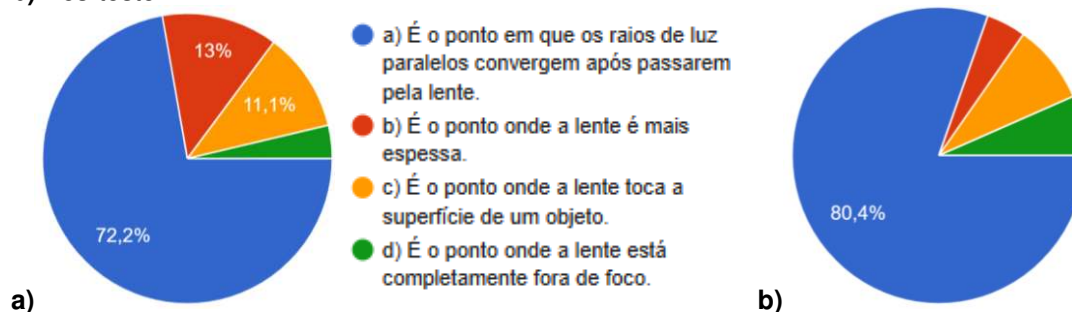 13%
11,1%
72,2%
a) É o ponto em que os raios de luz
paralelos convergem após passarem
pela lente.
b) É o ponto onde a lente é mais
espessa.
c) É o ponto onde a lente toca a
superfície de um objeto.
d) É o ponto onde a lente está
completamente fora de foco.
80,4%
a)
b)